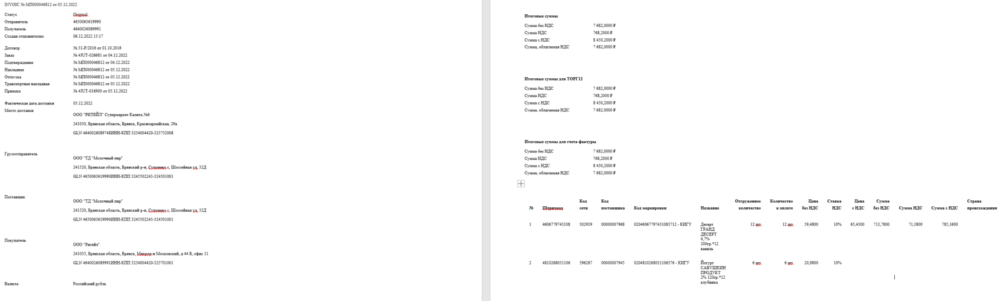 INVOIC № МП000046812 от 05.12.2022
Статус Original
Отправитель 4650063619990
Получатель 4640026089991
Создан отправителем 06.12.2022 13:17
Договор № 31-Р/2016 от 01.10.2016
Заказ № 4JUT-026681 от 04.12.2022
Подтверждение № МП000046812 от 04.12.2022
Накладная № МП000046812 от 05.12.2022
Отгрузка № МП000046812 от 05.12.2022
Транспортная накладная № МП000046812 от 05.12.2022
Приемка № 4JUT-016900 от 05.12.2022
Фактическая дата доставки 05.12.2022
Место доставки
ООО "РИТЕЙЛ" Супермаркет Калита №6
241050, Брянская область, Брянск, Красноармейская, 29а
GLN 4640026089748ИНН-КПП 3254004420-325732008
Грузоотправитель
ООО "ТД "Молочный пир"
241520, Брянская область, Брянский р-н, Супонево с, Шоссейная ул, 32Д
GLN 4650063619990ИНН-КПП 3245502243-324501001
Поставщик
ООО "ТД "Молочный пир"
241520, Брянская область, Брянский р-н, Супонево с, Шоссейная ул, 32Д
GLN 4650063619990ИНН-КПП 3245502243-324501001
Покупатель
ООО "Ритейл"
241035, Брянская область, Брянск, Микрор-н Московский, д 44 Б, офис 11
GLN 4640026089991ИНН-КПП 3254004420-325701001
Валюта Российский рубль
Итоговые суммы
Сумма без НДС 7 682,0000 ₽
Сумма НДС 768,2000 ₽
Сумма с НДС 8 450,2000 ₽
Сумма, облагаемая НДС 7 682,0000 ₽
Итоговые суммы для ТОРГ12
Сумма без НДС 7 682,0000 ₽
Сумма НДС 768,2000 ₽
Сумма с НДС 8 450,2000 ₽
Сумма, облагаемая НДС 7 682,0000 ₽
Итоговые суммы для счета-фактуры
Сумма без НДС 7 682,0000 ₽
Сумма НДС 768,2000 ₽
Сумма с НДС 8 450,2000 ₽
Сумма, облагаемая НДС 7 682,0000 ₽
Код Код Отгруженное Количество Цена Ставка Цена Сумма Страна
№ Штрихкод сети поставщика Код маркировки Название количество к оплате без НДС НДС с НДС без НДС Сумма НДС Сумма с НДС происхождения
1 4606779743108 302939 00000007968 02046067797431083712 - КИГУ Десерт 12 шт. 12 шт. 59,4800 10% 65,4300 713,7800 71,3800 785,1600
ГРАНД
ДЕСЕРТ
4,7%
200гр.*12
ваниль
2 4810268031106 596287 00000007945 0204810268031106376 - КИГУ Йогурт 6 шт. 6 шт. 20,9800 10%
САВУШКИН
ПРОДУКТ
2% 120гр.*12
клубника